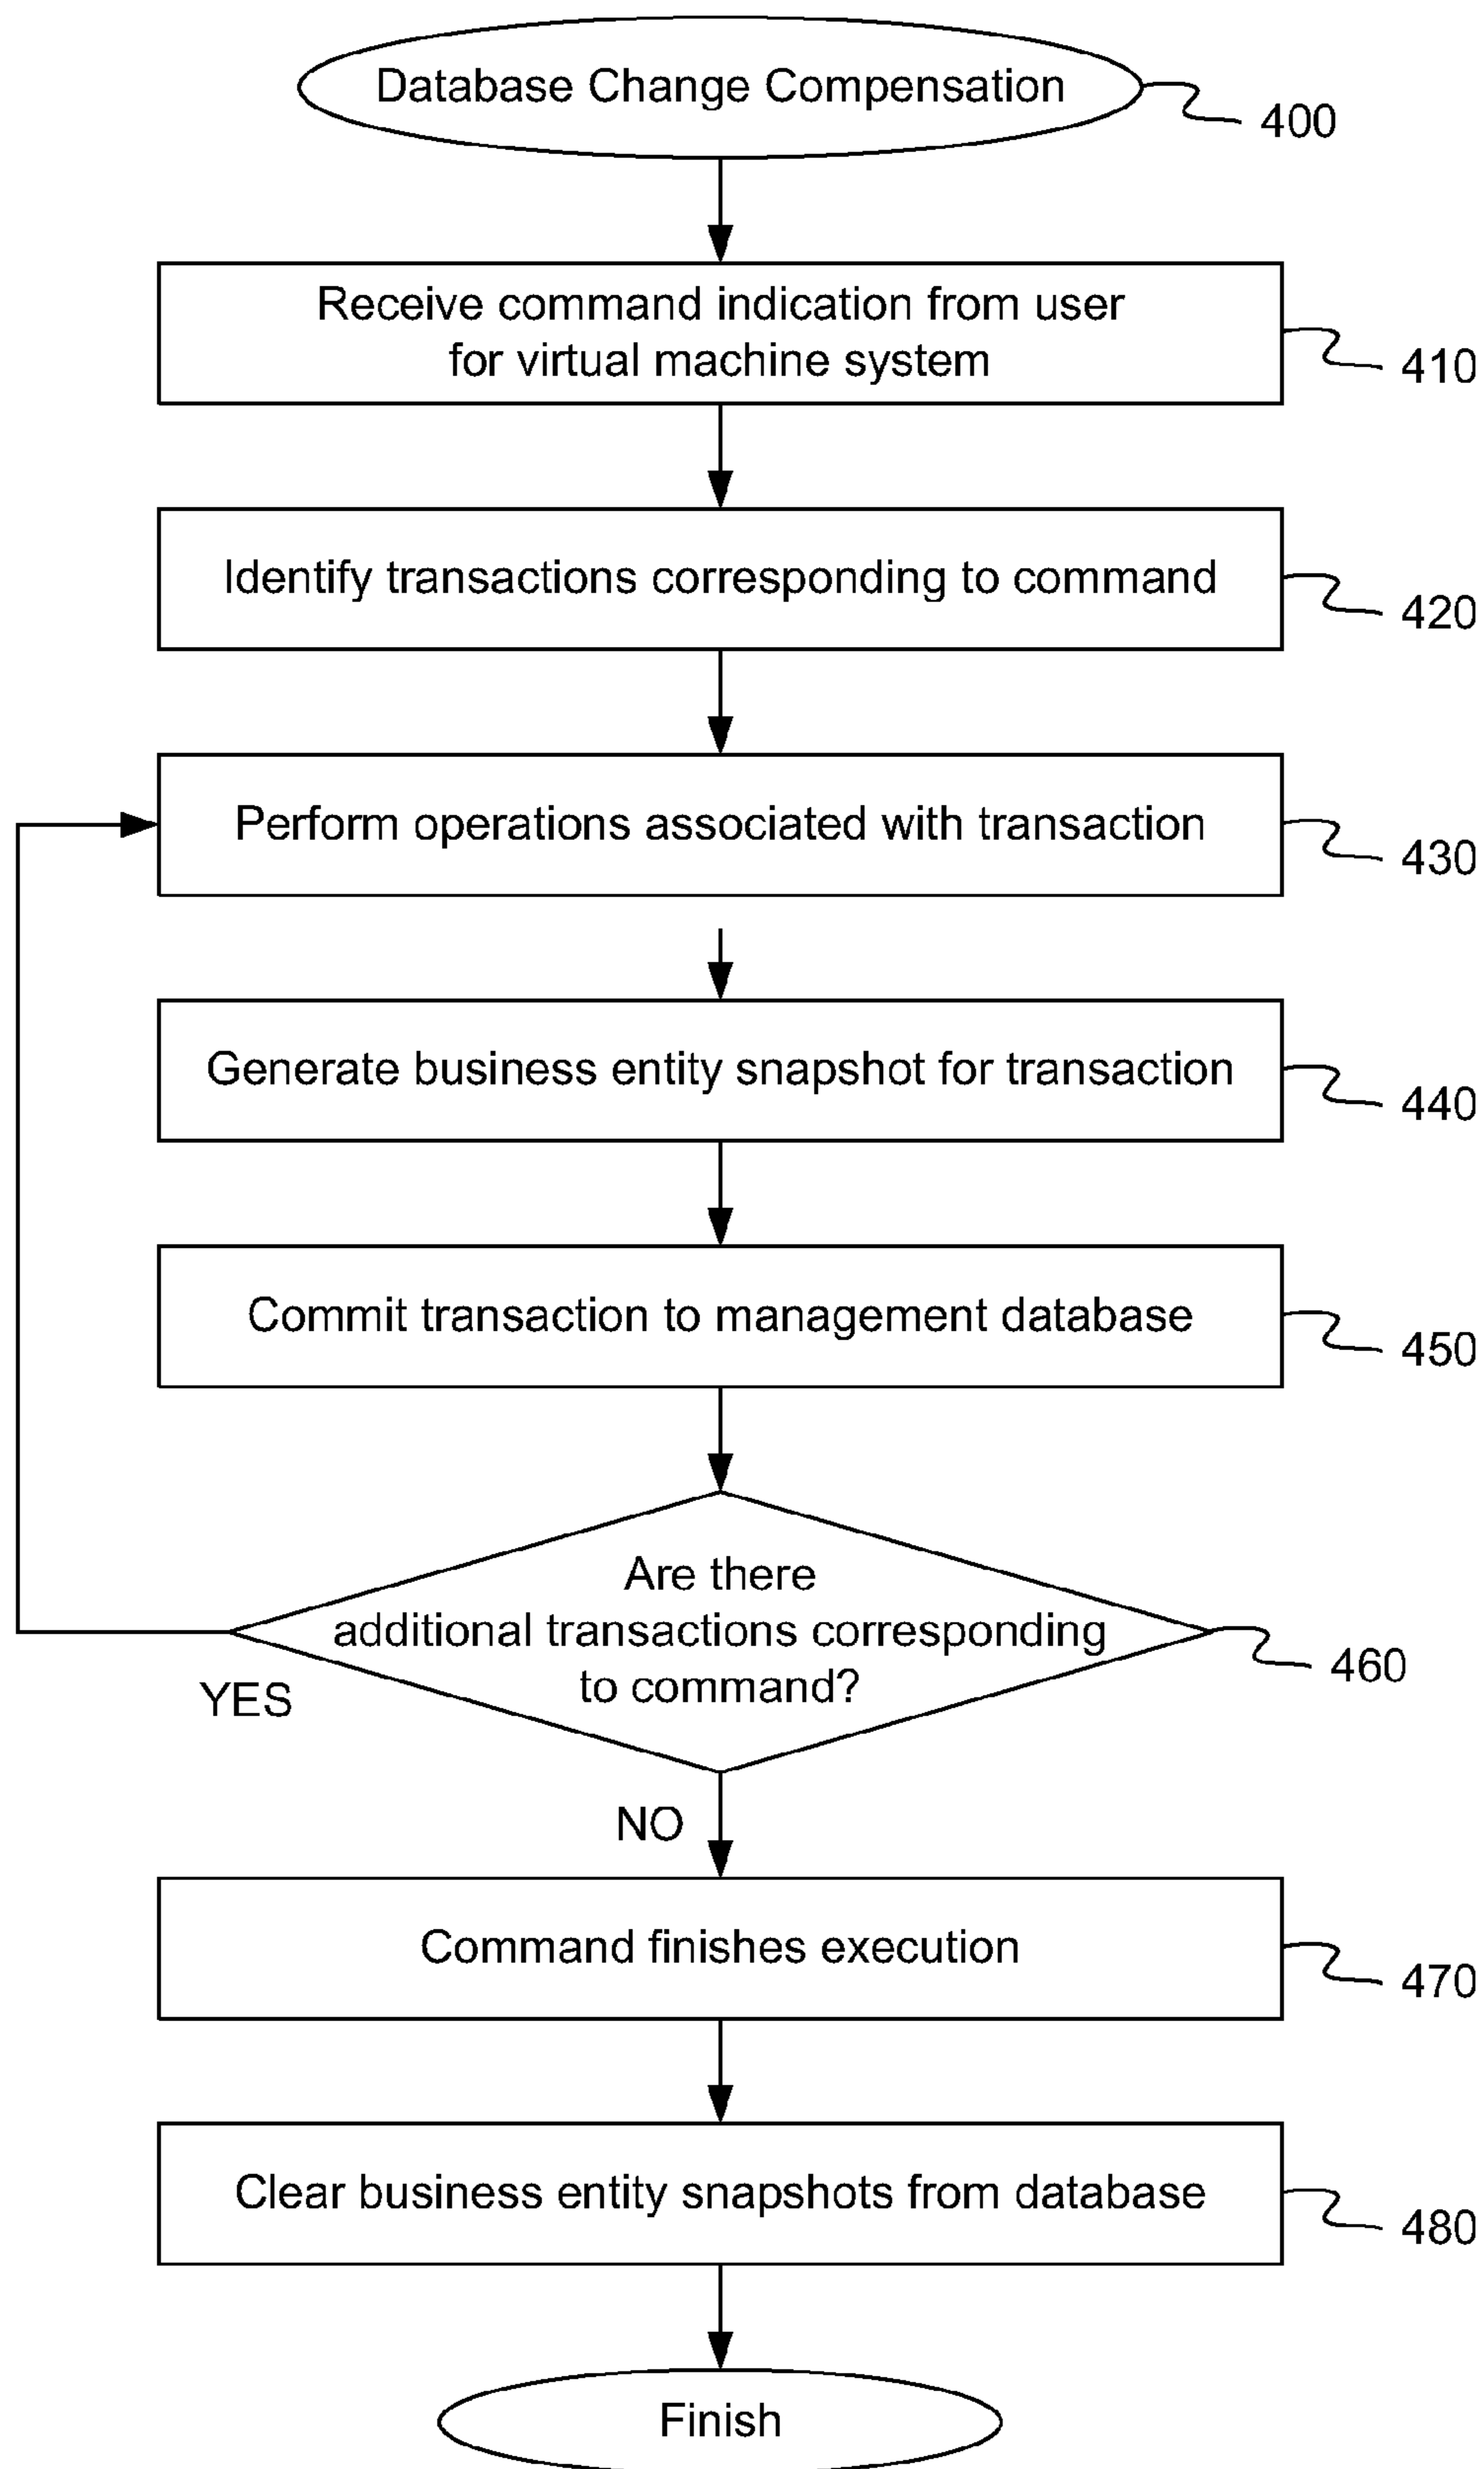 Database Change Compensation
400
Receive command indication from user
for virtual machine system
410
Identify transactions corresponding to command
420
Perform operations associated with transaction
430
Generate business entity snapshot for transaction
440
Commit transaction to management database
450
Are there
additional transactions corresponding
to command?
460
YES
NO
Command finishes execution
470
Clear business entity snapshots from database
480
Finish